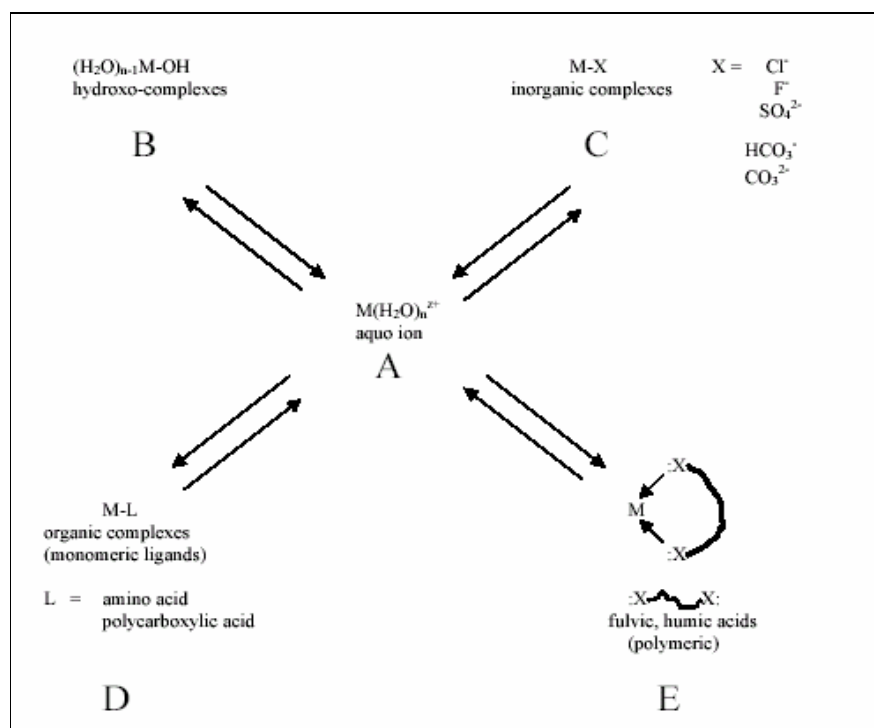 (H₂O)ₙ₋₁M-OH
hydroxo-complexes
B
M-X
inorganic complexes
C
X = Cl⁻
F⁻
SO₄²⁻
HCO₃⁻
CO₃²⁻
M(H₂O)ₙᶻ⁺
aquo ion
A
M-L
organic complexes
(monomeric ligands)
L = amino acid
polycarboxylic acid
D
:X
M
:X
:X X:
fulvic, humic acids
(polymeric)
E